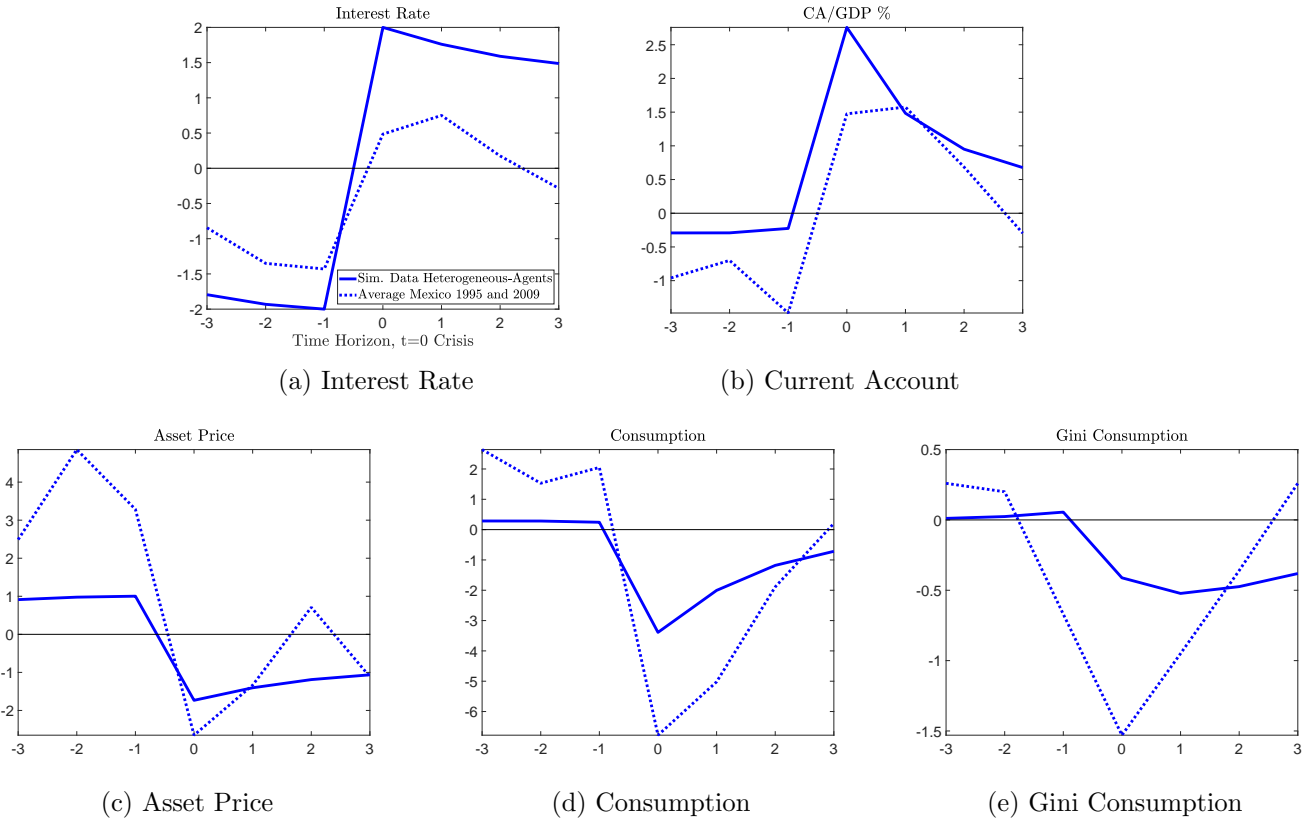 Interest Rate
2
1.5
1
0.5
0
-0.5
-1
-1.5
-2
Sim. Data Heterogeneous-Agents
Average Mexico 1995 and 2009
-3 -2 -1 0 1 2 3
Time Horizon, t=0 Crisis
(a) Interest Rate
CA/GDP %
2.5
2
1.5
1
0.5
0
-0.5
-1
-3 -2 -1 0 1 2 3
(b) Current Account
Asset Price
4
3
2
1
0
-1
-2
-3 -2 -1 0 1 2 3
(c) Asset Price
Consumption
2
1
0
-1
-2
-3
-4
-5
-6
-3 -2 -1 0 1 2 3
(d) Consumption
Gini Consumption
0.5
0
-0.5
-1
-1.5
-3 -2 -1 0 1 2 3
(e) Gini Consumption